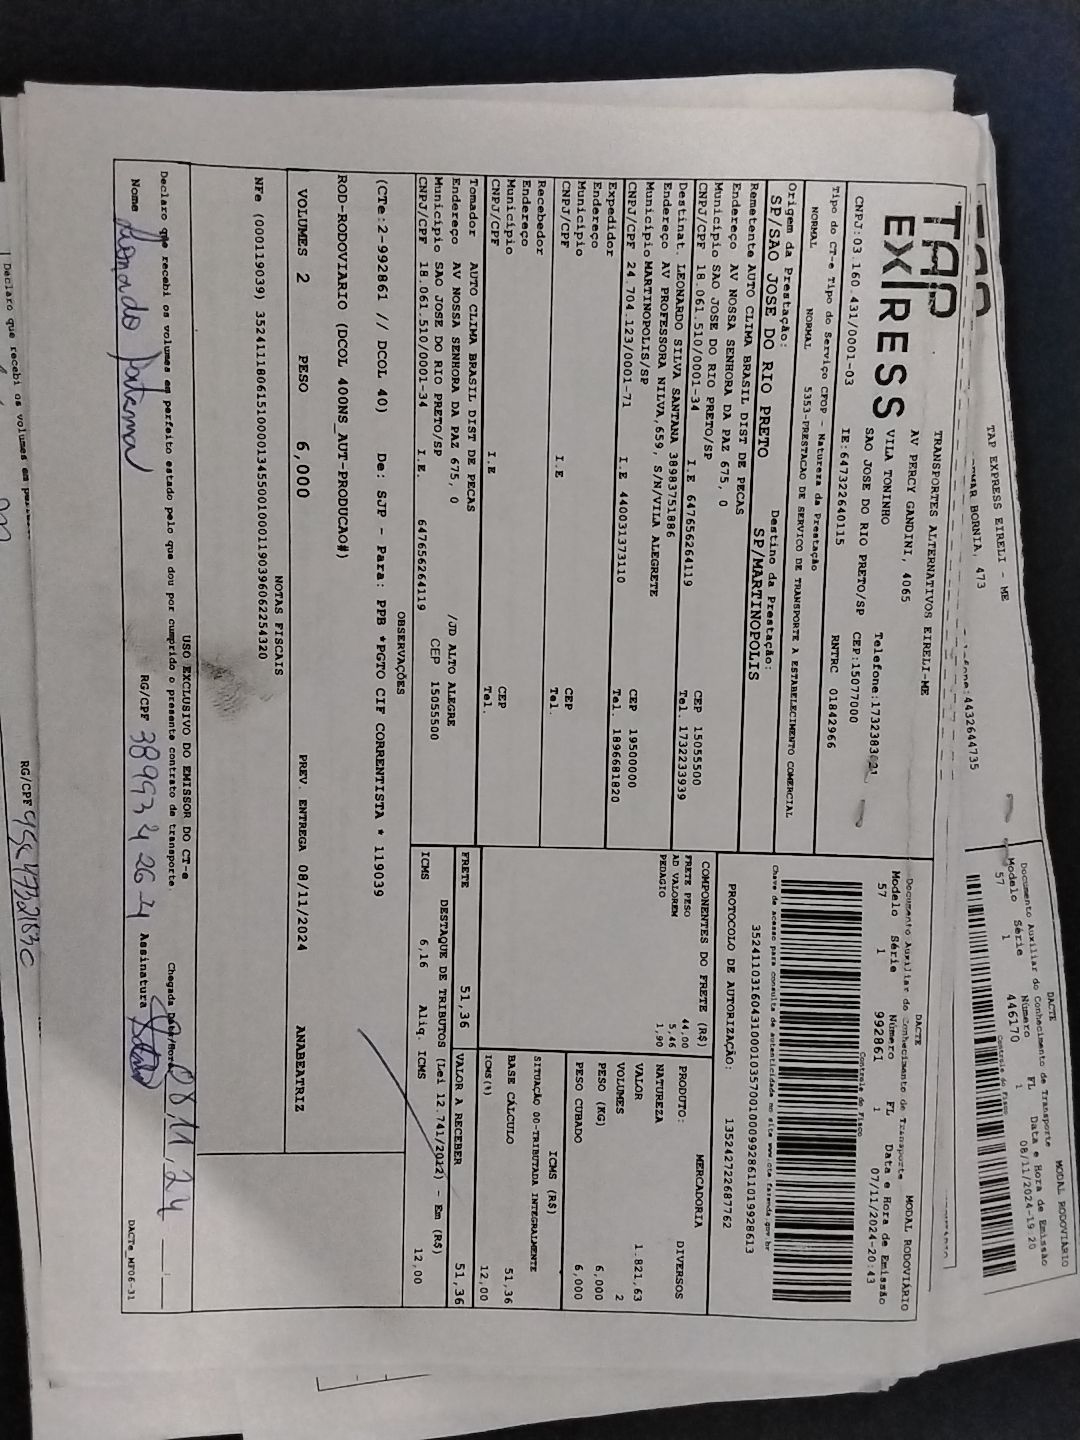 TAP EXPRESS EIRELI - ME
BORNIA, 473
4432644735
DACTE
MODAL RODOVIÁRIO
Documento Auxiliar do Conhecimento de Transporte
Modelo Série Número FL Data e Hora de Emissão
57 1 446170 1 08/11/2024-19:20
Controle do Fisco
TAP EXPRESS
TRANSPORTES ALTERNATIVOS EIRELI-ME
AV PERCY GANDINI, 4065
VILA TONINHO
Telefone:1732383021
SAO JOSE DO RIO PRETO/SP CEP:15077000
CNPJ:03.160.431/0001-03 IE:647322640115 RNTRC 01842966
DACTE
MODAL RODOVIÁRIO
Documento Auxiliar do Conhecimento de Transporte
Modelo Série Número FL Data e Hora de Emissão
57 1 992861 1 07/11/2024-20:43
Controle do Fisco
Tipo do CT-e Tipo do Serviço CFOP - Natureza da Prestação
NORMAL NORMAL 5353-PRESTACAO DE SERVICO DE TRANSPORTE A ESTABELECIMENTO COMERCIAL
Chave de acesso para consulta de autenticidade no site www.cte.fazenda.gov.br
35241103160431000103570010009928611019928613
PROTOCOLO DE AUTORIZAÇÃO: 135242722687762
Origem da Prestação: Destino da Prestação:
SP/SAO JOSE DO RIO PRETO SP/MARTINOPOLIS
Remetente AUTO CLIMA BRASIL DIST DE PECAS
Endereço AV NOSSA SENHORA DA PAZ 675, 0
Município SAO JOSE DO RIO PRETO/SP CEP 15055500
CNPJ/CPF 18.061.510/0001-34 I.E 647656264119 Tel. 1732233939
Destinat. LEONARDO SILVA SANTANA 38983751886
Endereço AV PROFESSORA NILVA,659, S/N/VILA ALEGRETE
Município MARTINOPOLIS/SP CEP 19500000
CNPJ/CPF 24.704.123/0001-71 I.E 440031373110 Tel. 1896681820
Expedidor
Endereço
Município CEP
CNPJ/CPF I.E Tel.
Recebedor
Endereço
Município CEP
CNPJ/CPF I.E Tel.
Tomador AUTO CLIMA BRASIL DIST DE PECAS
Endereço AV NOSSA SENHORA DA PAZ 675, 0 /JD ALTO ALEGRE
Município SAO JOSE DO RIO PRETO/SP CEP 15055500
CNPJ/CPF 18.061.510/0001-34 I.E. 647656264119
COMPONENTES DO FRETE (R$)
FRETE PESO 44,00
AD VALOREM 5,46
PEDAGIO 1,90
MERCADORIA
PRODUTO: DIVERSOS
NATUREZA
VALOR 1.821,63
VOLUMES 2
PESO (KG) 6,000
PESO CUBADO 6,000
ICMS (R$)
SITUAÇÃO 00-TRIBUTADA INTEGRALMENTE
BASE CÁLCULO 51,36
ICMS(%) 12,00
FRETE 51,36 VALOR A RECEBER 51,36
DESTAQUE DE TRIBUTOS (Lei 12.741/2012) - Em (R$)
ICMS 6,16 Aliq. ICMS 12,00
OBSERVAÇÕES
(CTe:2-992861 // DCOL 40) De: SJP - Para: PPB *PGTO CIF CORRENTISTA * 119039
ROD-RODOVIARIO (DCOL 400NS_AUT-PRODUCAO#)
VOLUMES 2 PESO 6,000 PREV. ENTREGA 08/11/2024 ANABEATRIZ
NOTAS FISCAIS
NFe (000119039) 35241118061510000134550010001190396062254320
USO EXCLUSIVO DO EMISSOR DO CT-e
Declaro que recebi os volumes em perfeito estado pelo que dou por cumprido o presente contrato de transporte. Chegada Data/Hora 08.11.24
Nome RG/CPF 38993426-4 Assinatura
DACTe_MF06-31
Declaro que recebi os volumes em
RG/CPF